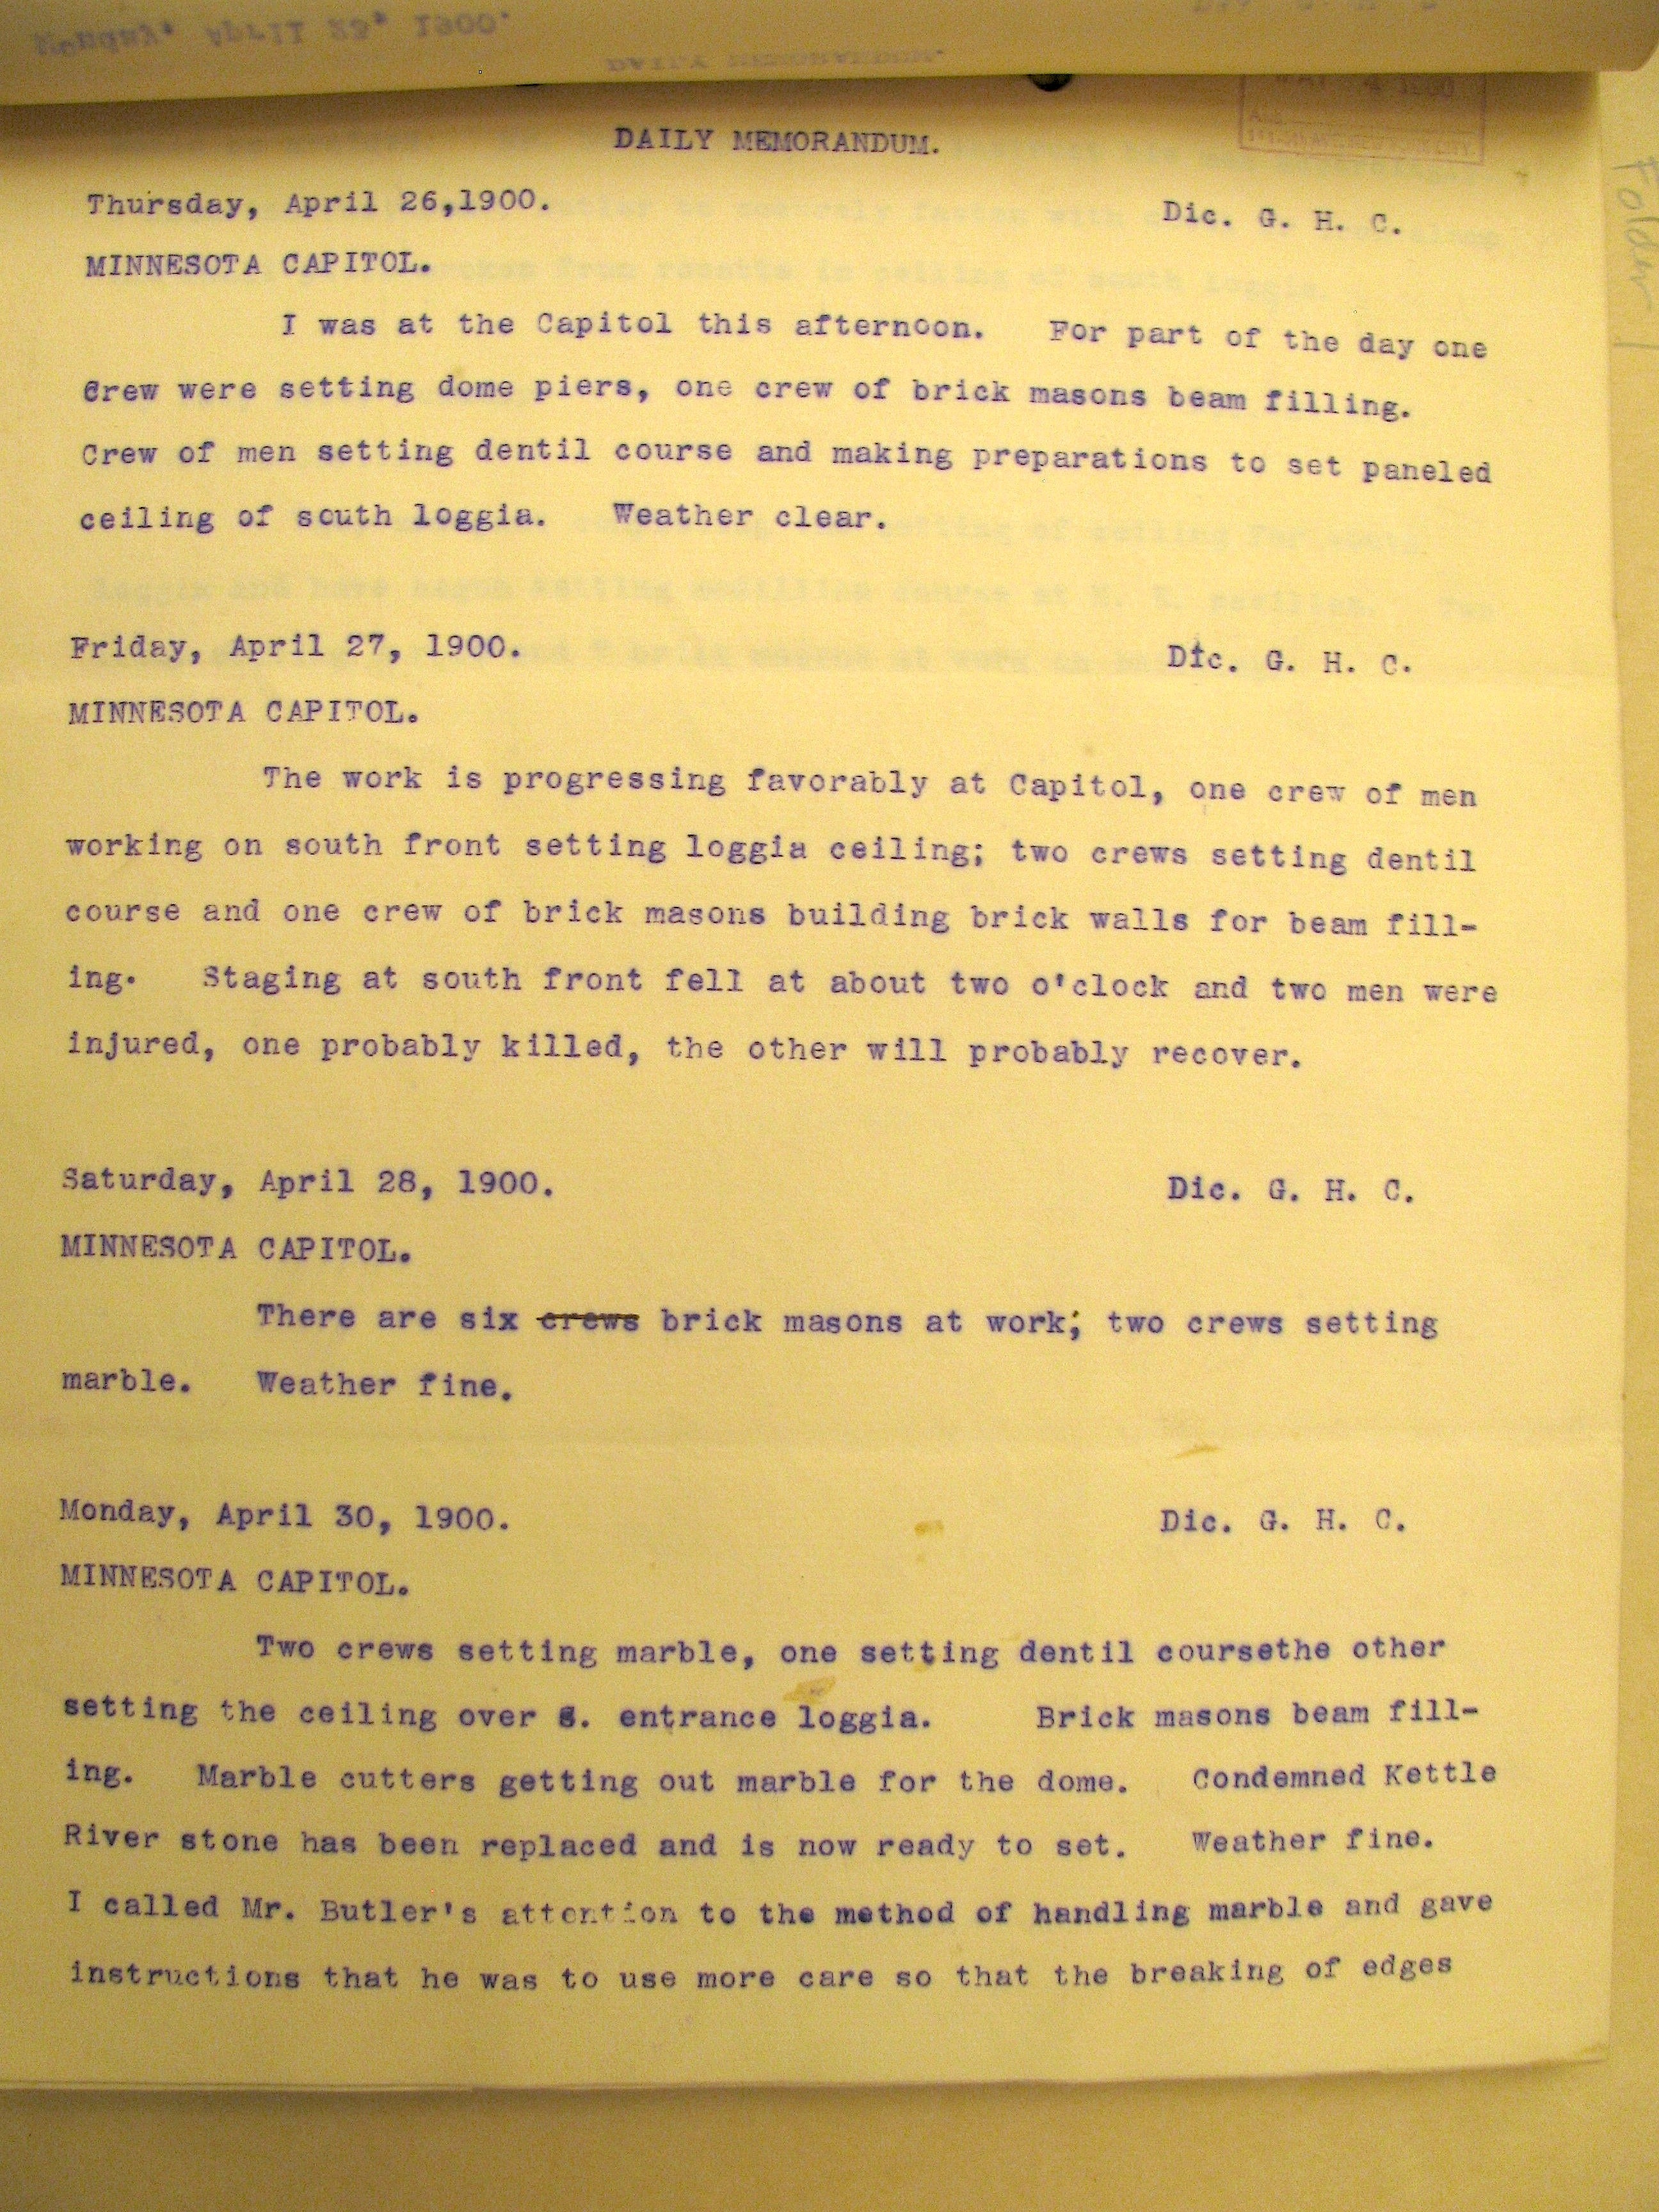 DAILY MEMORANDUM.
Thursday, April 26,1900. Dic. G. H. C.
MINNESOTA CAPITOL.
I was at the Capitol this afternoon. For part of the day one
crew were setting dome piers, one crew of brick masons beam filling.
Crew of men setting dentil course and making preparations to set paneled
ceiling of south loggia. Weather clear.
Friday, April 27, 1900. Dic. G. H. C.
MINNESOTA CAPITOL.
The work is progressing favorably at Capitol, one crew of men
working on south front setting loggia ceiling; two crews setting dentil
course and one crew of brick masons building brick walls for beam fill-
ing. Staging at south front fell at about two o'clock and two men were
injured, one probably killed, the other will probably recover.
Saturday, April 28, 1900. Dic. G. H. C.
MINNESOTA CAPITOL.
There are six crews brick masons at work; two crews setting
marble. Weather fine.
Monday, April 30, 1900. Dic. G. H. C.
MINNESOTA CAPITOL.
Two crews setting marble, one setting dentil coursethe other
setting the ceiling over S. entrance loggia. Brick masons beam fill-
ing. Marble cutters getting out marble for the dome. Condemned Kettle
River stone has been replaced and is now ready to set. Weather fine.
I called Mr. Butler's attention to the method of handling marble and gave
instructions that he was to use more care so that the breaking of edges
Folder 1